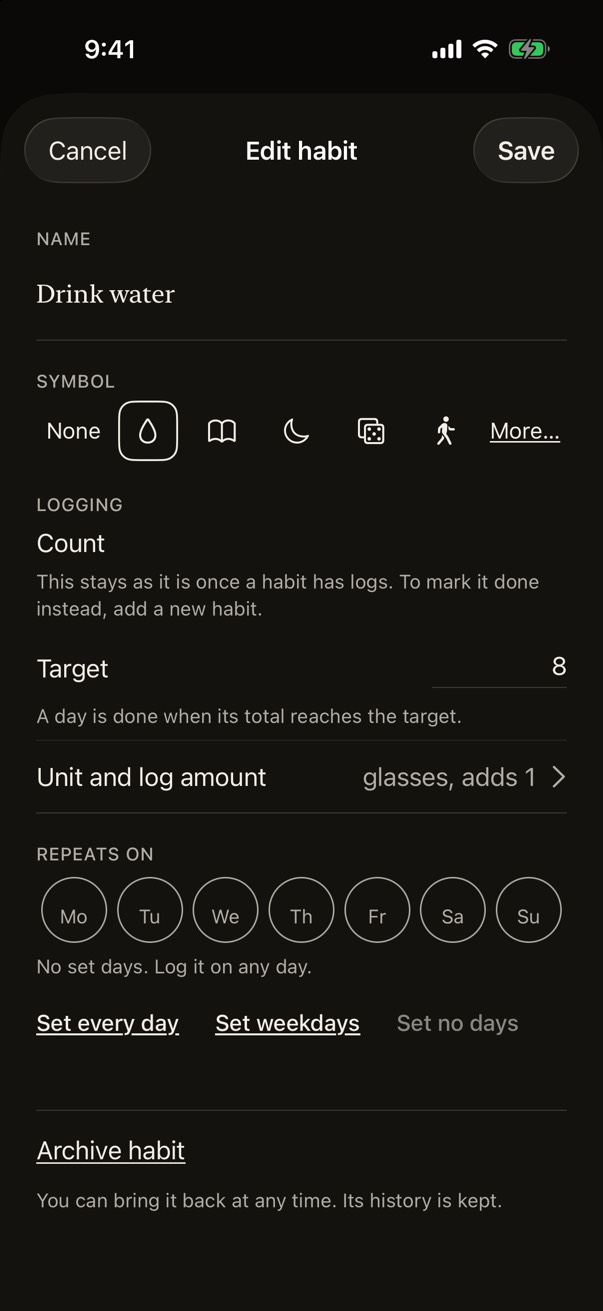 9:41
Cancel Edit habit Save
NAME
Drink water
SYMBOL
None More...
LOGGING
Count
This stays as it is once a habit has logs. To mark it done
instead, add a new habit.
Target 8
A day is done when its total reaches the target.
Unit and log amount glasses, adds 1
REPEATS ON
Mo Tu We Th Fr Sa Su
No set days. Log it on any day.
Set every day Set weekdays Set no days
Archive habit
You can bring it back at any time. Its history is kept.